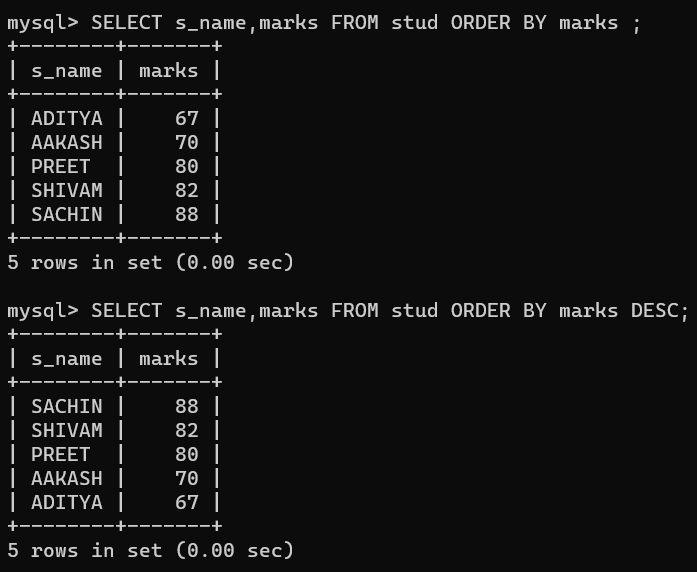 mysql> SELECT s_name,marks FROM stud ORDER BY marks ;
+--------+-------+
| s_name | marks |
+--------+-------+
| ADITYA |    67 |
| AAKASH |    70 |
| PREET  |    80 |
| SHIVAM |    82 |
| SACHIN |    88 |
+--------+-------+
5 rows in set (0.00 sec)

mysql> SELECT s_name,marks FROM stud ORDER BY marks DESC;
+--------+-------+
| s_name | marks |
+--------+-------+
| SACHIN |    88 |
| SHIVAM |    82 |
| PREET  |    80 |
| AAKASH |    70 |
| ADITYA |    67 |
+--------+-------+
5 rows in set (0.00 sec)